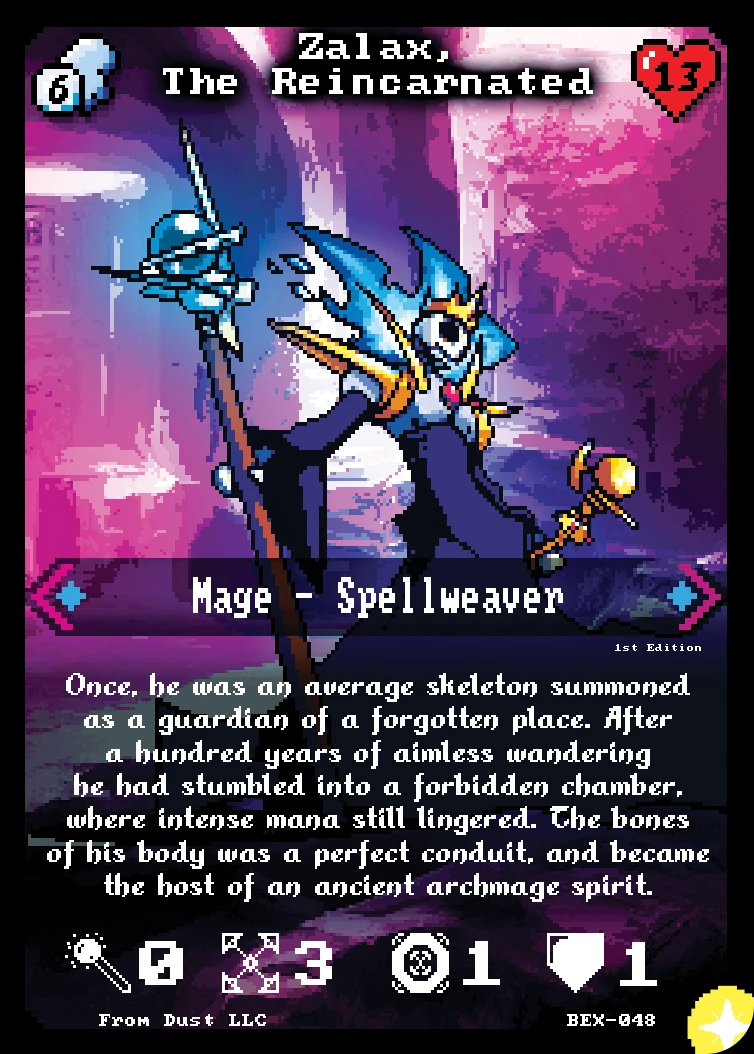 Zalax,
The Reincarnated
6
13
Mage - Spellweaver
1st Edition
Once, he was an average skeleton summoned
as a guardian of a forgotten place. After
a hundred years of aimless wandering
he had stumbled into a forbidden chamber,
where intense mana still lingered. The bones
of his body was a perfect conduit, and became
the host of an ancient archmage spirit.
0 3 1 1
From Dust LLC BEX-048